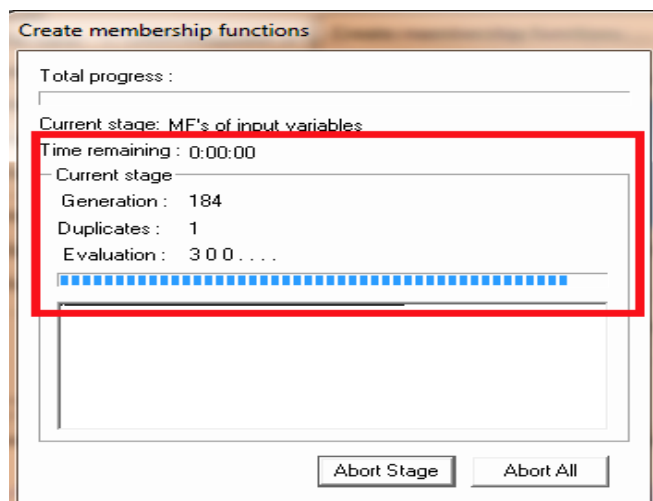 Create membership functions
Total progress :
Current stage: MF's of input variables
Time remaining : 0:00:00
Current stage
Generation : 184
Duplicates : 1
Evaluation : 3 0 0 . . . .
Abort Stage Abort All